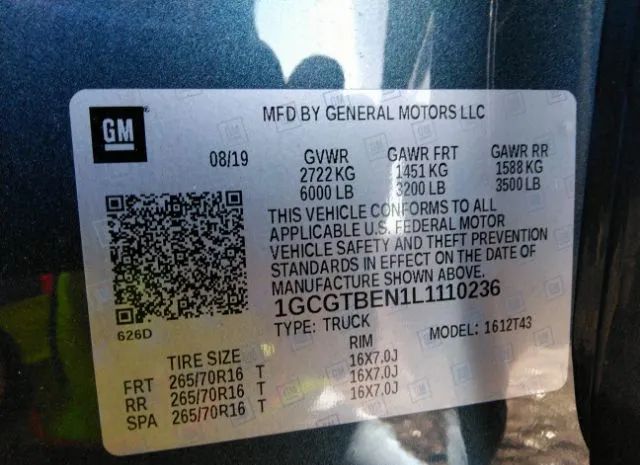 GM
MFD BY GENERAL MOTORS LLC
08/19 GVWR GAWR FRT GAWR RR
2722 KG 1451 KG 1588 KG
6000 LB 3200 LB 3500 LB
THIS VEHICLE CONFORMS TO ALL
APPLICABLE U.S. FEDERAL MOTOR
VEHICLE SAFETY AND THEFT PREVENTION
STANDARDS IN EFFECT ON THE DATE OF
MANUFACTURE SHOWN ABOVE.
1GCGTBEN1L1110236
626D
TYPE: TRUCK MODEL: 1612T43
TIRE SIZE RIM
FRT 265/70R16 T 16X7.0J
RR 265/70R16 T 16X7.0J
SPA 265/70R16 T 16X7.0J